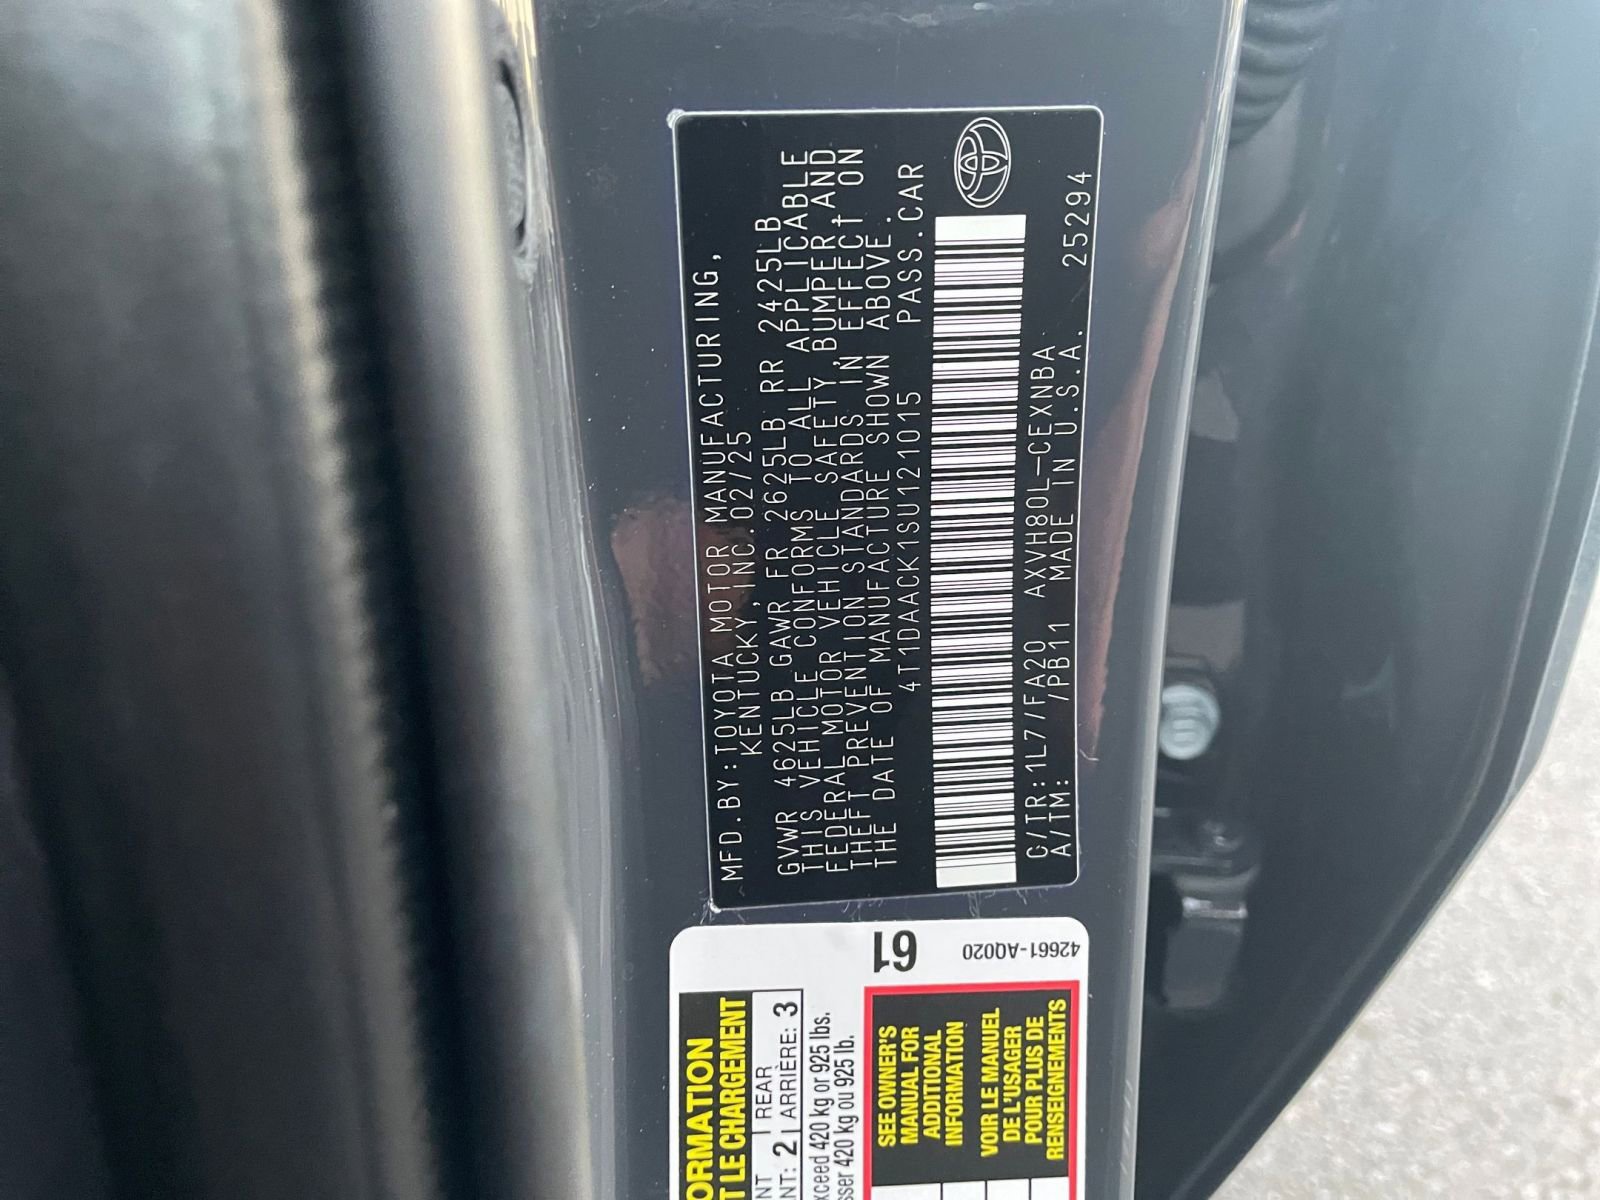 MFD.BY:TOYOTA MOTOR MANUFACTURING,
KENTUCKY, INC.02/25
GVWR 4625LB GAWR FR 2625LB RR 2425LB
THIS VEHICLE CONFORMS TO ALL APPLICABLE
FEDERAL MOTOR VEHICLE SAFETY, BUMPER, AND
THEFT PREVENTION STANDARDS IN EFFECT ON
THE DATE OF MANUFACTURE SHOWN ABOVE.
4T1DAACK1SU121015 PASS.CAR
C/TR:1L7/FA20 AXVH80L-CEXNBA
A/TM: /PB11 MADE IN U.S.A. 25294
61
42661-AQ020
REAR
2 ARRIÈRE: 3
420 kg or 925 lbs.
420 kg ou 925 lb.
LE CHARGEMENT
SEE OWNER'S
MANUAL FOR
ADDITIONAL
INFORMATION
VOIR LE MANUEL
DE L'USAGER
POUR PLUS DE
RENSEIGNEMENTS